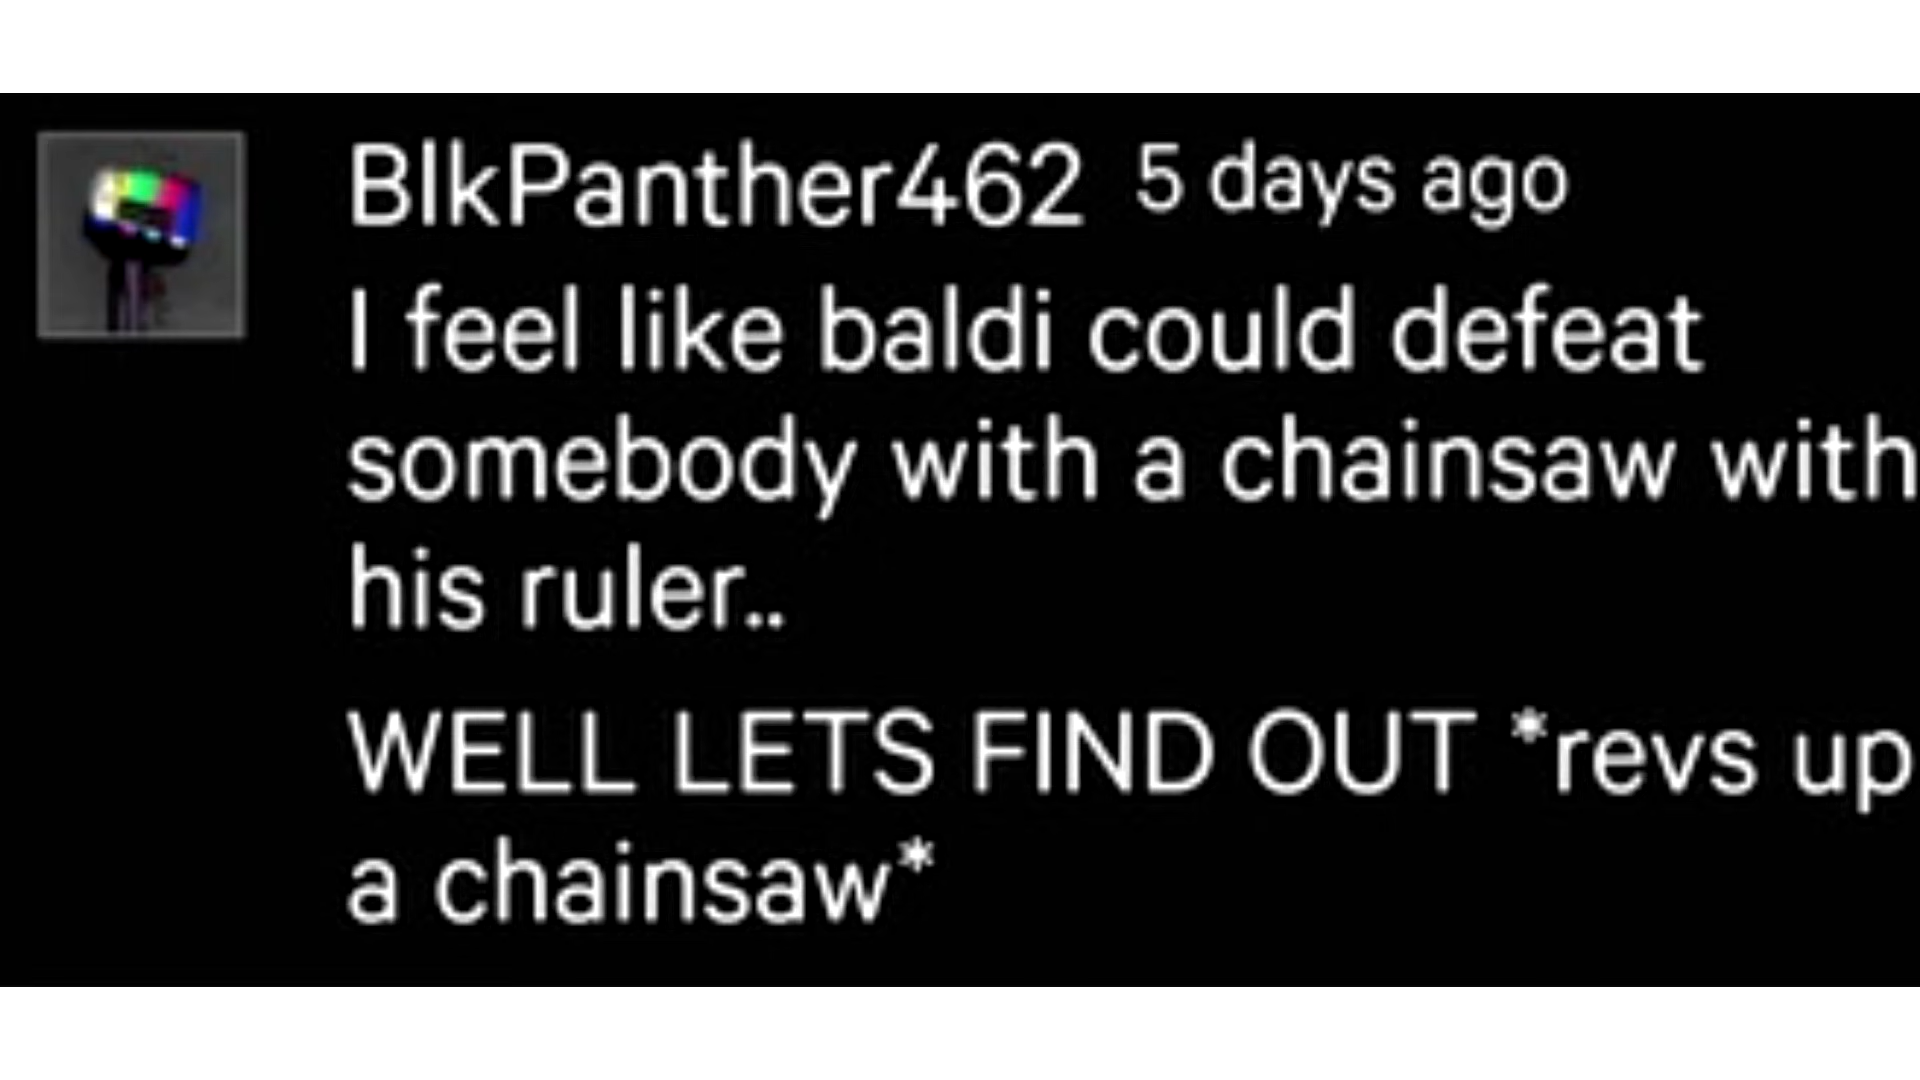 BlkPanther462 5 days ago
I feel like baldi could defeat
somebody with a chainsaw with
his ruler..
WELL LETS FIND OUT *revs up
a chainsaw*